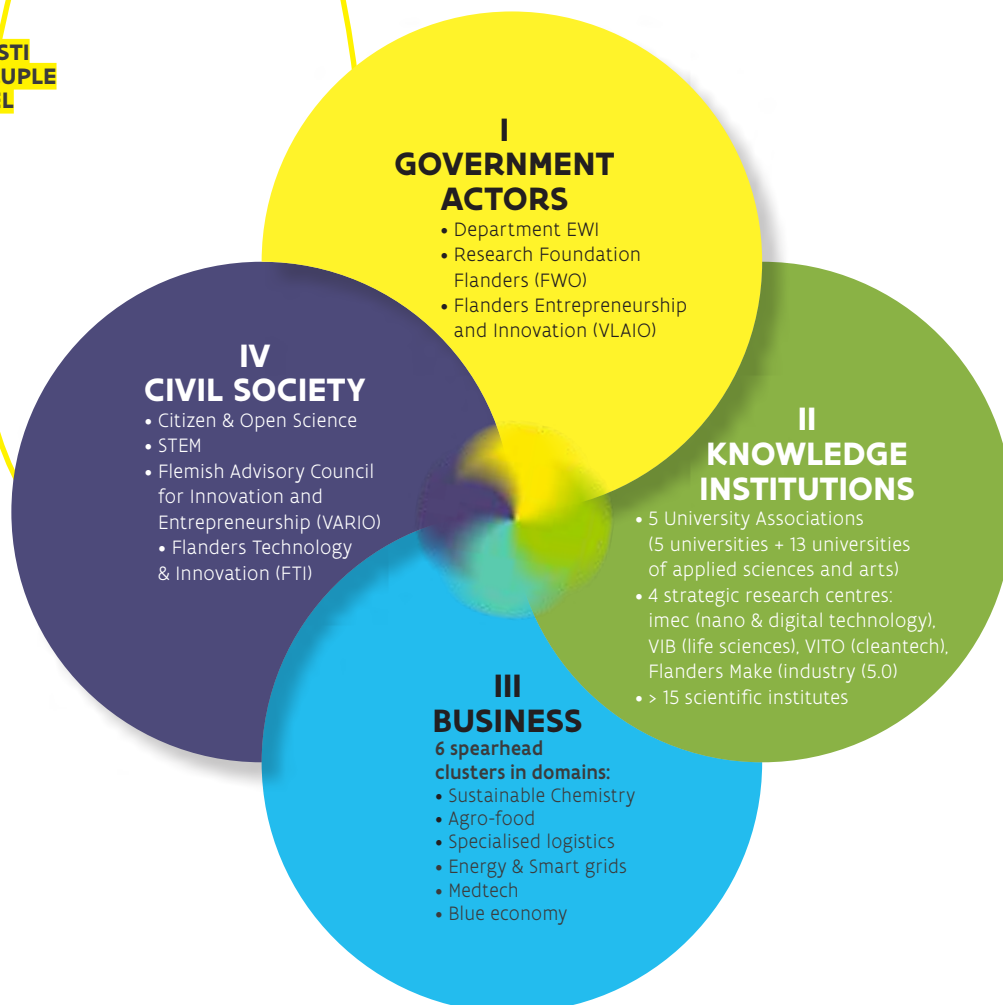 STI
UPLE
EL
I
GOVERNMENT
ACTORS
• Department EWI
• Research Foundation
Flanders (FWO)
• Flanders Entrepreneurship
and Innovation (VLAIO)
IV
CIVIL SOCIETY
• Citizen & Open Science
• STEM
• Flemish Advisory Council
for Innovation and
Entrepreneurship (VARIO)
• Flanders Technology
& Innovation (FTI)
II
KNOWLEDGE
INSTITUTIONS
• 5 University Associations
(5 universities + 13 universities
of applied sciences and arts)
• 4 strategic research centres:
imec (nano & digital technology),
VIB (life sciences), VITO (cleantech),
Flanders Make (industry (5.0)
• > 15 scientific institutes
III
BUSINESS
6 spearhead
clusters in domains:
• Sustainable Chemistry
• Agro-food
• Specialised logistics
• Energy & Smart grids
• Medtech
• Blue economy